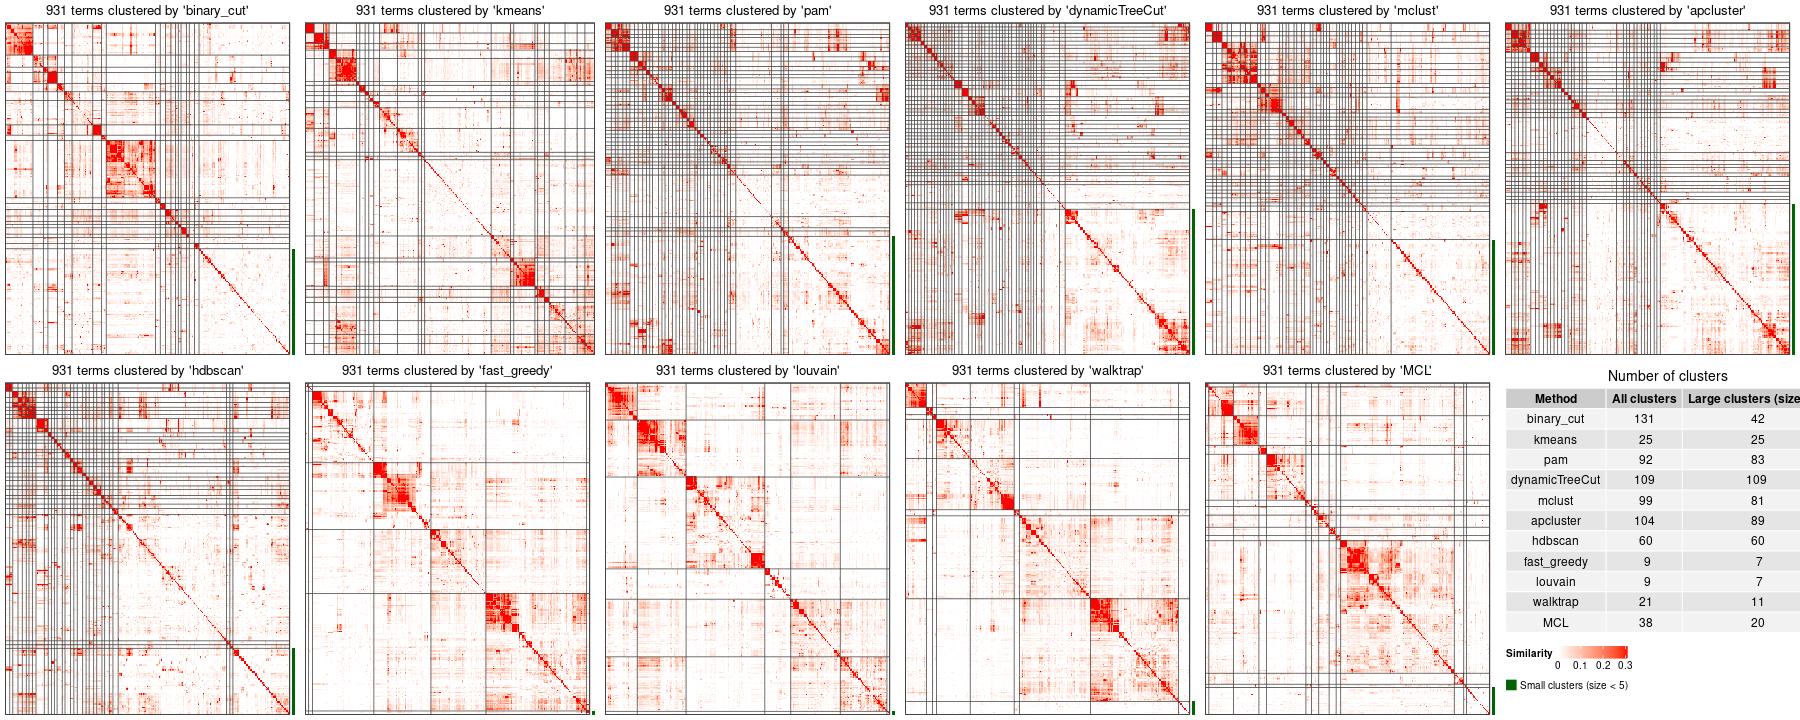 931 terms clustered by 'binary_cut'
931 terms clustered by 'kmeans'
931 terms clustered by 'pam'
931 terms clustered by 'dynamicTreeCut'
931 terms clustered by 'mclust'
931 terms clustered by 'apcluster'
931 terms clustered by 'hdbscan'
931 terms clustered by 'fast_greedy'
931 terms clustered by 'louvain'
931 terms clustered by 'walktrap'
931 terms clustered by 'MCL'
Number of clusters
Method All clusters Large clusters (size
binary_cut 131 42
kmeans 25 25
pam 92 83
dynamicTreeCut 109 109
mclust 99 81
apcluster 104 89
hdbscan 60 60
fast_greedy 9 7
louvain 9 7
walktrap 21 11
MCL 38 20
Similarity
0 0.1 0.2 0.3
Small clusters (size < 5)